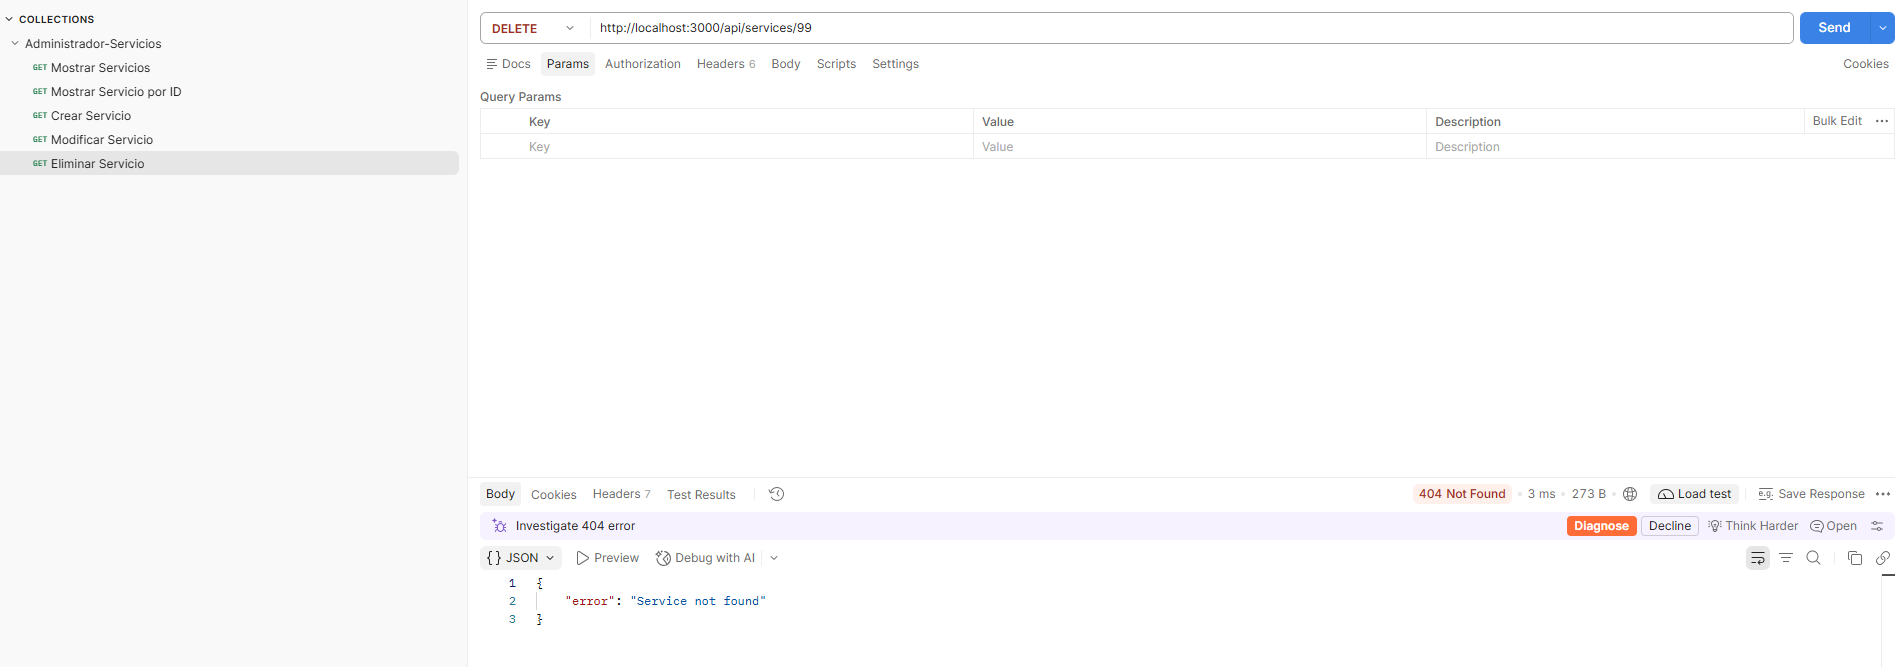 COLLECTIONS
Administrador-Servicios
GET Mostrar Servicios
GET Mostrar Servicio por ID
GET Crear Servicio
GET Modificar Servicio
GET Eliminar Servicio
DELETE http://localhost:3000/api/services/99 Send
Docs Params Authorization Headers 6 Body Scripts Settings Cookies
Query Params
Key Value Description Bulk Edit
Key Value Description
Body Cookies Headers 7 Test Results 404 Not Found 3 ms 273 B Load test e.g. Save Response
Investigate 404 error Diagnose Decline Think Harder Open
{} JSON Preview Debug with AI
1 {
2 "error": "Service not found"
3 }